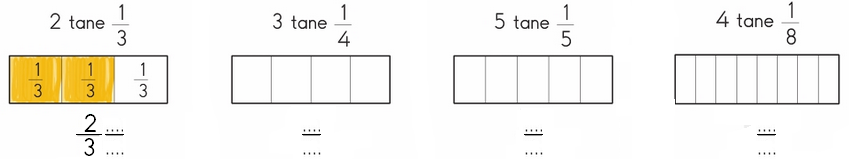 2 tane 1/3
3 tane 1/4
5 tane 1/5
4 tane 1/8
1/3 1/3 1/3
2/3 ..../....
..../....
..../....
..../....